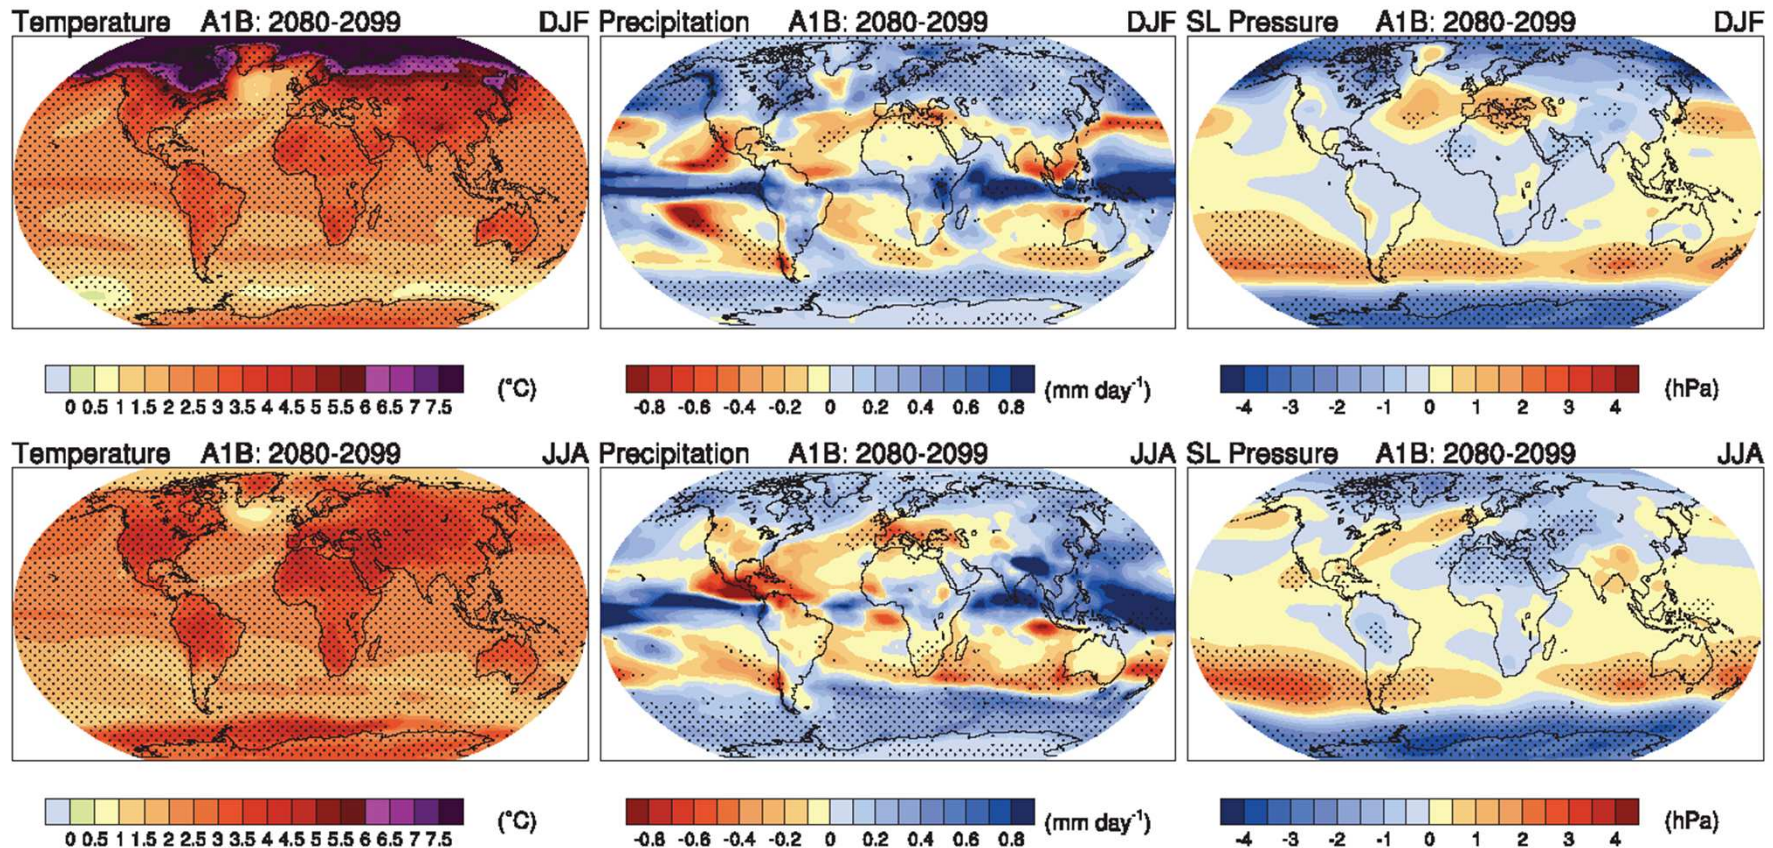 Temperature A1B: 2080-2099 DJF
Precipitation A1B: 2080-2099 DJF
SL Pressure A1B: 2080-2099 DJF
0 0.5 1 1.5 2 2.5 3 3.5 4 4.5 5 5.5 6 6.5 7 7.5 (°C)
-0.8 -0.6 -0.4 -0.2 0 0.2 0.4 0.6 0.8 (mm day⁻¹)
-4 -3 -2 -1 0 1 2 3 4 (hPa)
Temperature A1B: 2080-2099 JJA
Precipitation A1B: 2080-2099 JJA
SL Pressure A1B: 2080-2099 JJA
0 0.5 1 1.5 2 2.5 3 3.5 4 4.5 5 5.5 6 6.5 7 7.5 (°C)
-0.8 -0.6 -0.4 -0.2 0 0.2 0.4 0.6 0.8 (mm day⁻¹)
-4 -3 -2 -1 0 1 2 3 4 (hPa)